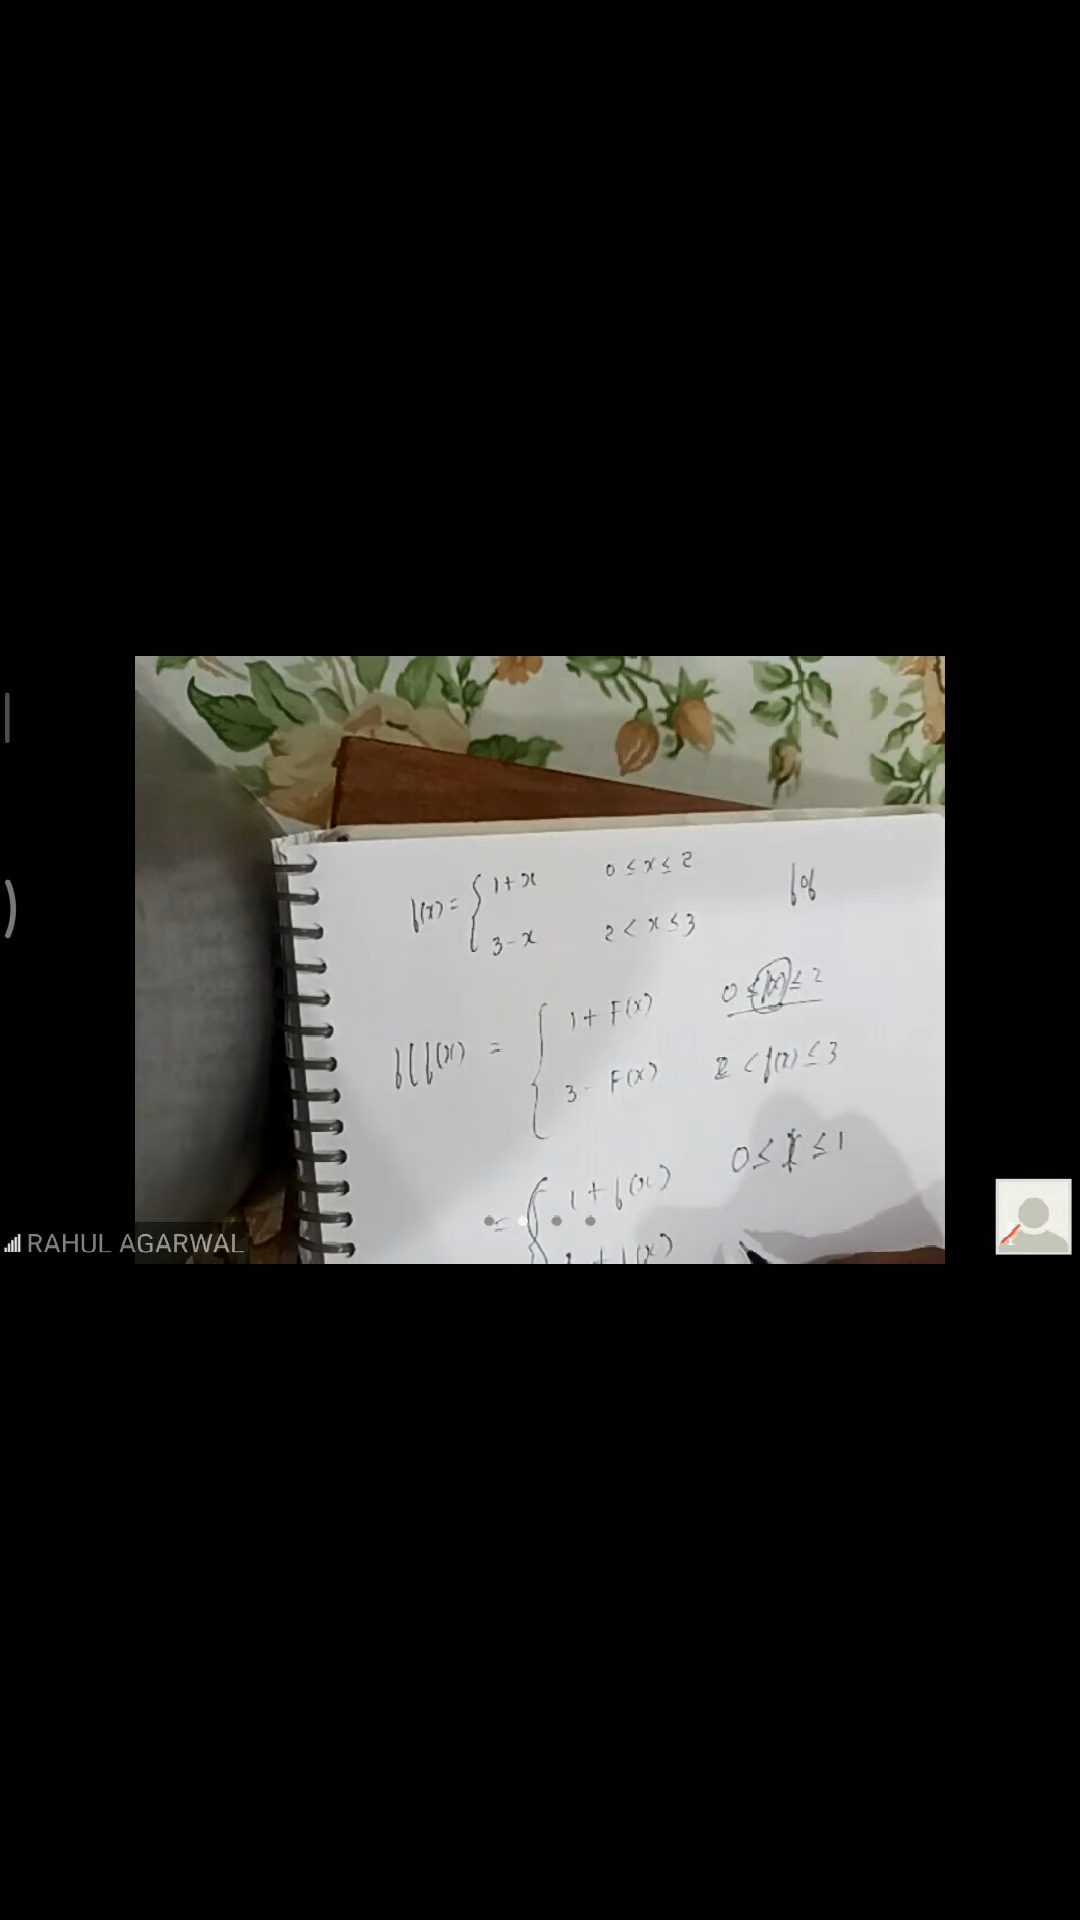 f(x) = { 1+x 0 ≤ x ≤ 2
3-x 2 < x ≤ 3
fof
f(f(x) = { 1 + F(x) 0 ≤ f(x) ≤ 2
3 - F(x) 2 < f(x) ≤ 3
= { 1 + f(x) 0 ≤ x ≤ 1
+ f(x)
RAHUL AGARWAL